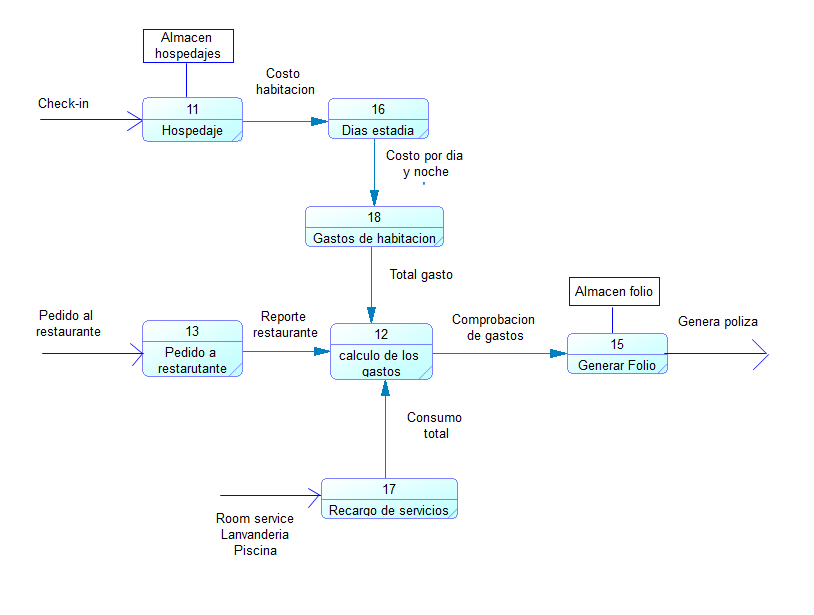 Almacen
hospedajes
Check-in
11
Hospedaje
Costo
habitacion
16
Dias estadia
Costo por dia
y noche
18
Gastos de habitacion
Total gasto
Pedido al
restaurante
13
Pedido a
restarutante
Reporte
restaurante
12
calculo de los
gastos
Comprobacion
de gastos
Almacen folio
15
Generar Folio
Genera poliza
Consumo
total
17
Recargo de servicios
Room service
Lanvanderia
Piscina